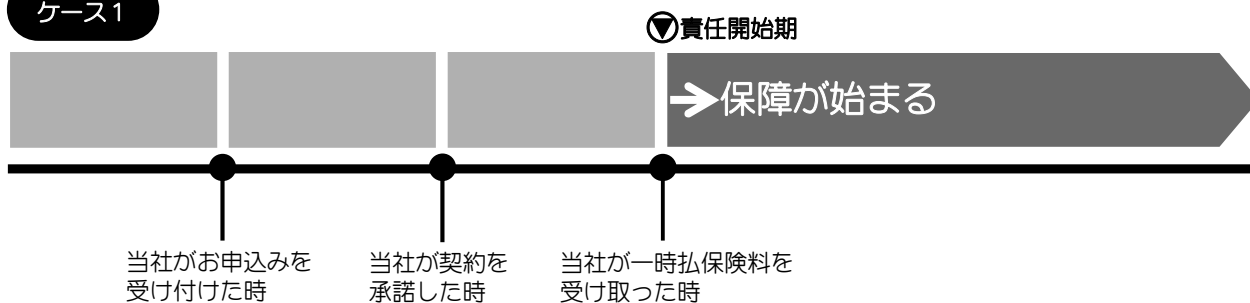 ケース1
責任開始期
保障が始まる
当社がお申込みを
受け付けた時
当社が契約を
承諾した時
当社が一時払保険料を
受け取った時